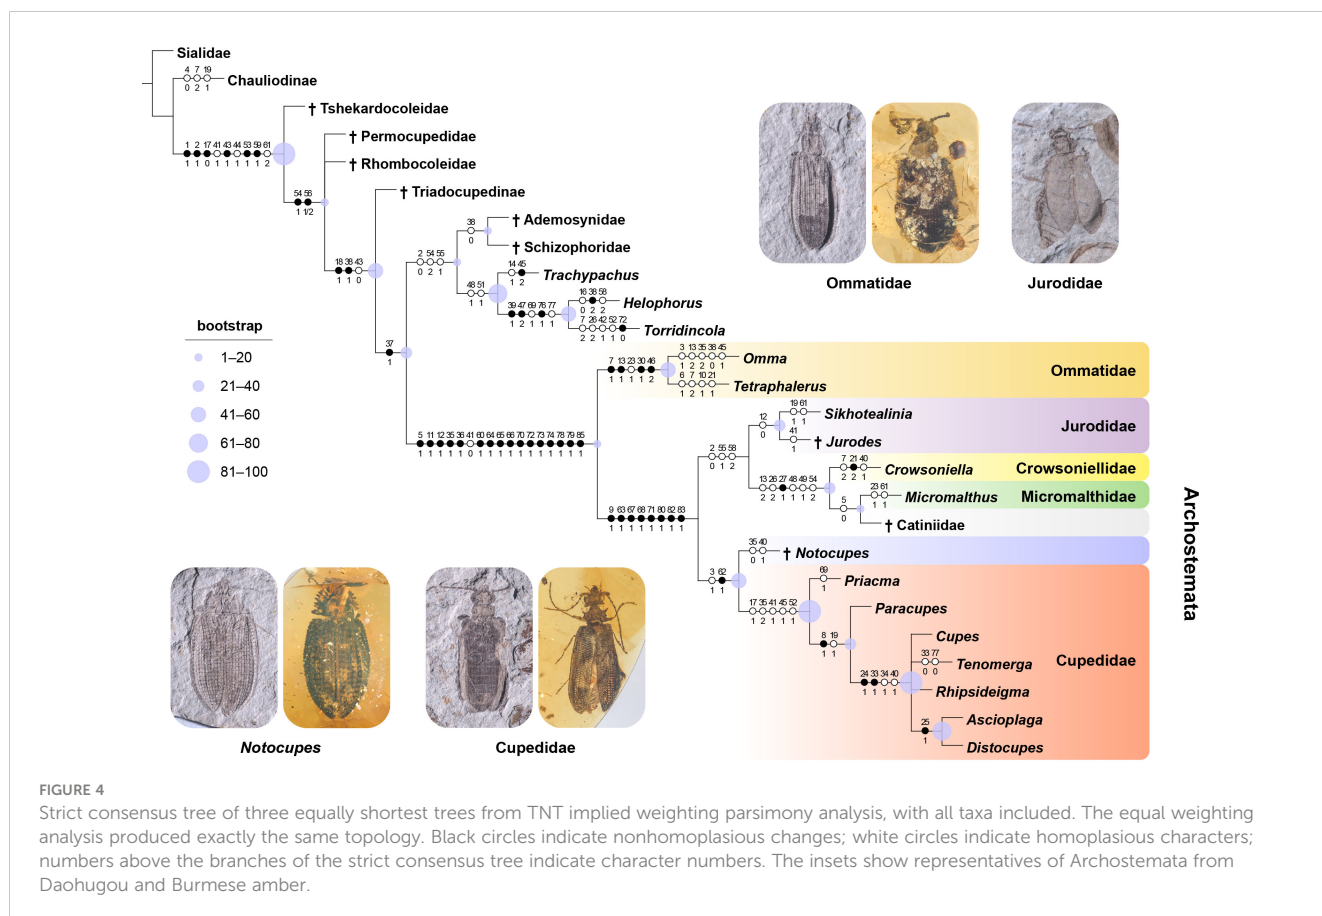 Sialidae
4 7 19
0 2 1
Chauliodinae
† Tshekardocoleidae
1 2 17 41 43 44 53 59 61
1 1 0 1 1 1 1 1 2
† Permocupedidae
† Rhombocoleidae
54 56
1 1/2
† Triadocupedinae
18 38 43
1 1 0
38
0
† Ademosynidae
† Schizophoridae
2 54 55
0 2 1
14 45
1 2
Trachypachus
48 51
1 1
16 38 58
0 2 2
Helophorus
39 47 69 76 77
1 2 1 1 1
7 26 42 52 72
2 2 1 1 0
Torridincola
37
1
bootstrap
1–20
21–40
41–60
61–80
81–100
Ommatidae
Jurodidae
7 13 23 30 46
1 1 1 1 2
3 13 35 38 45
1 2 2 0 1
Omma
6 7 10 21
1 2 1 1
Tetraphalerus
Ommatidae
5 11 12 35 36 41 60 64 65 66 70 72 73 74 78 79 85
1 1 1 1 1 0 1 1 1 1 1 1 1 1 1 1 1
12
0
19 61
1 1
Sikhotealinia
41
1
† Jurodes
Jurodidae
2 55 58
0 1 2
7 21 40
2 2 1
Crowsoniella
Crowsoniellidae
13 26 27 48 49 54
2 2 1 1 1 2
23 61
1 1
Micromalthus
Micromalthidae
5
0
† Catiniidae
9 63 67 68 71 80 82 83
1 1 1 1 1 1 1 1
35 40
0 1
† Notocupes
3 62
1 1
69
1
Priacma
17 35 41 45 52
1 2 1 1 1
Paracupes
8 19
1 1
Cupes
33 77
0 0
Tenomerga
24 33 34 40
1 1 1 1
Rhipsideigma
25
1
Ascioplaga
Distocupes
Cupedidae
Archostemata
Notocupes
Cupedidae
FIGURE 4
Strict consensus tree of three equally shortest trees from TNT implied weighting parsimony analysis, with all taxa included. The equal weighting
analysis produced exactly the same topology. Black circles indicate nonhomoplasious changes; white circles indicate homoplasious characters;
numbers above the branches of the strict consensus tree indicate character numbers. The insets show representatives of Archostemata from
Daohugou and Burmese amber.